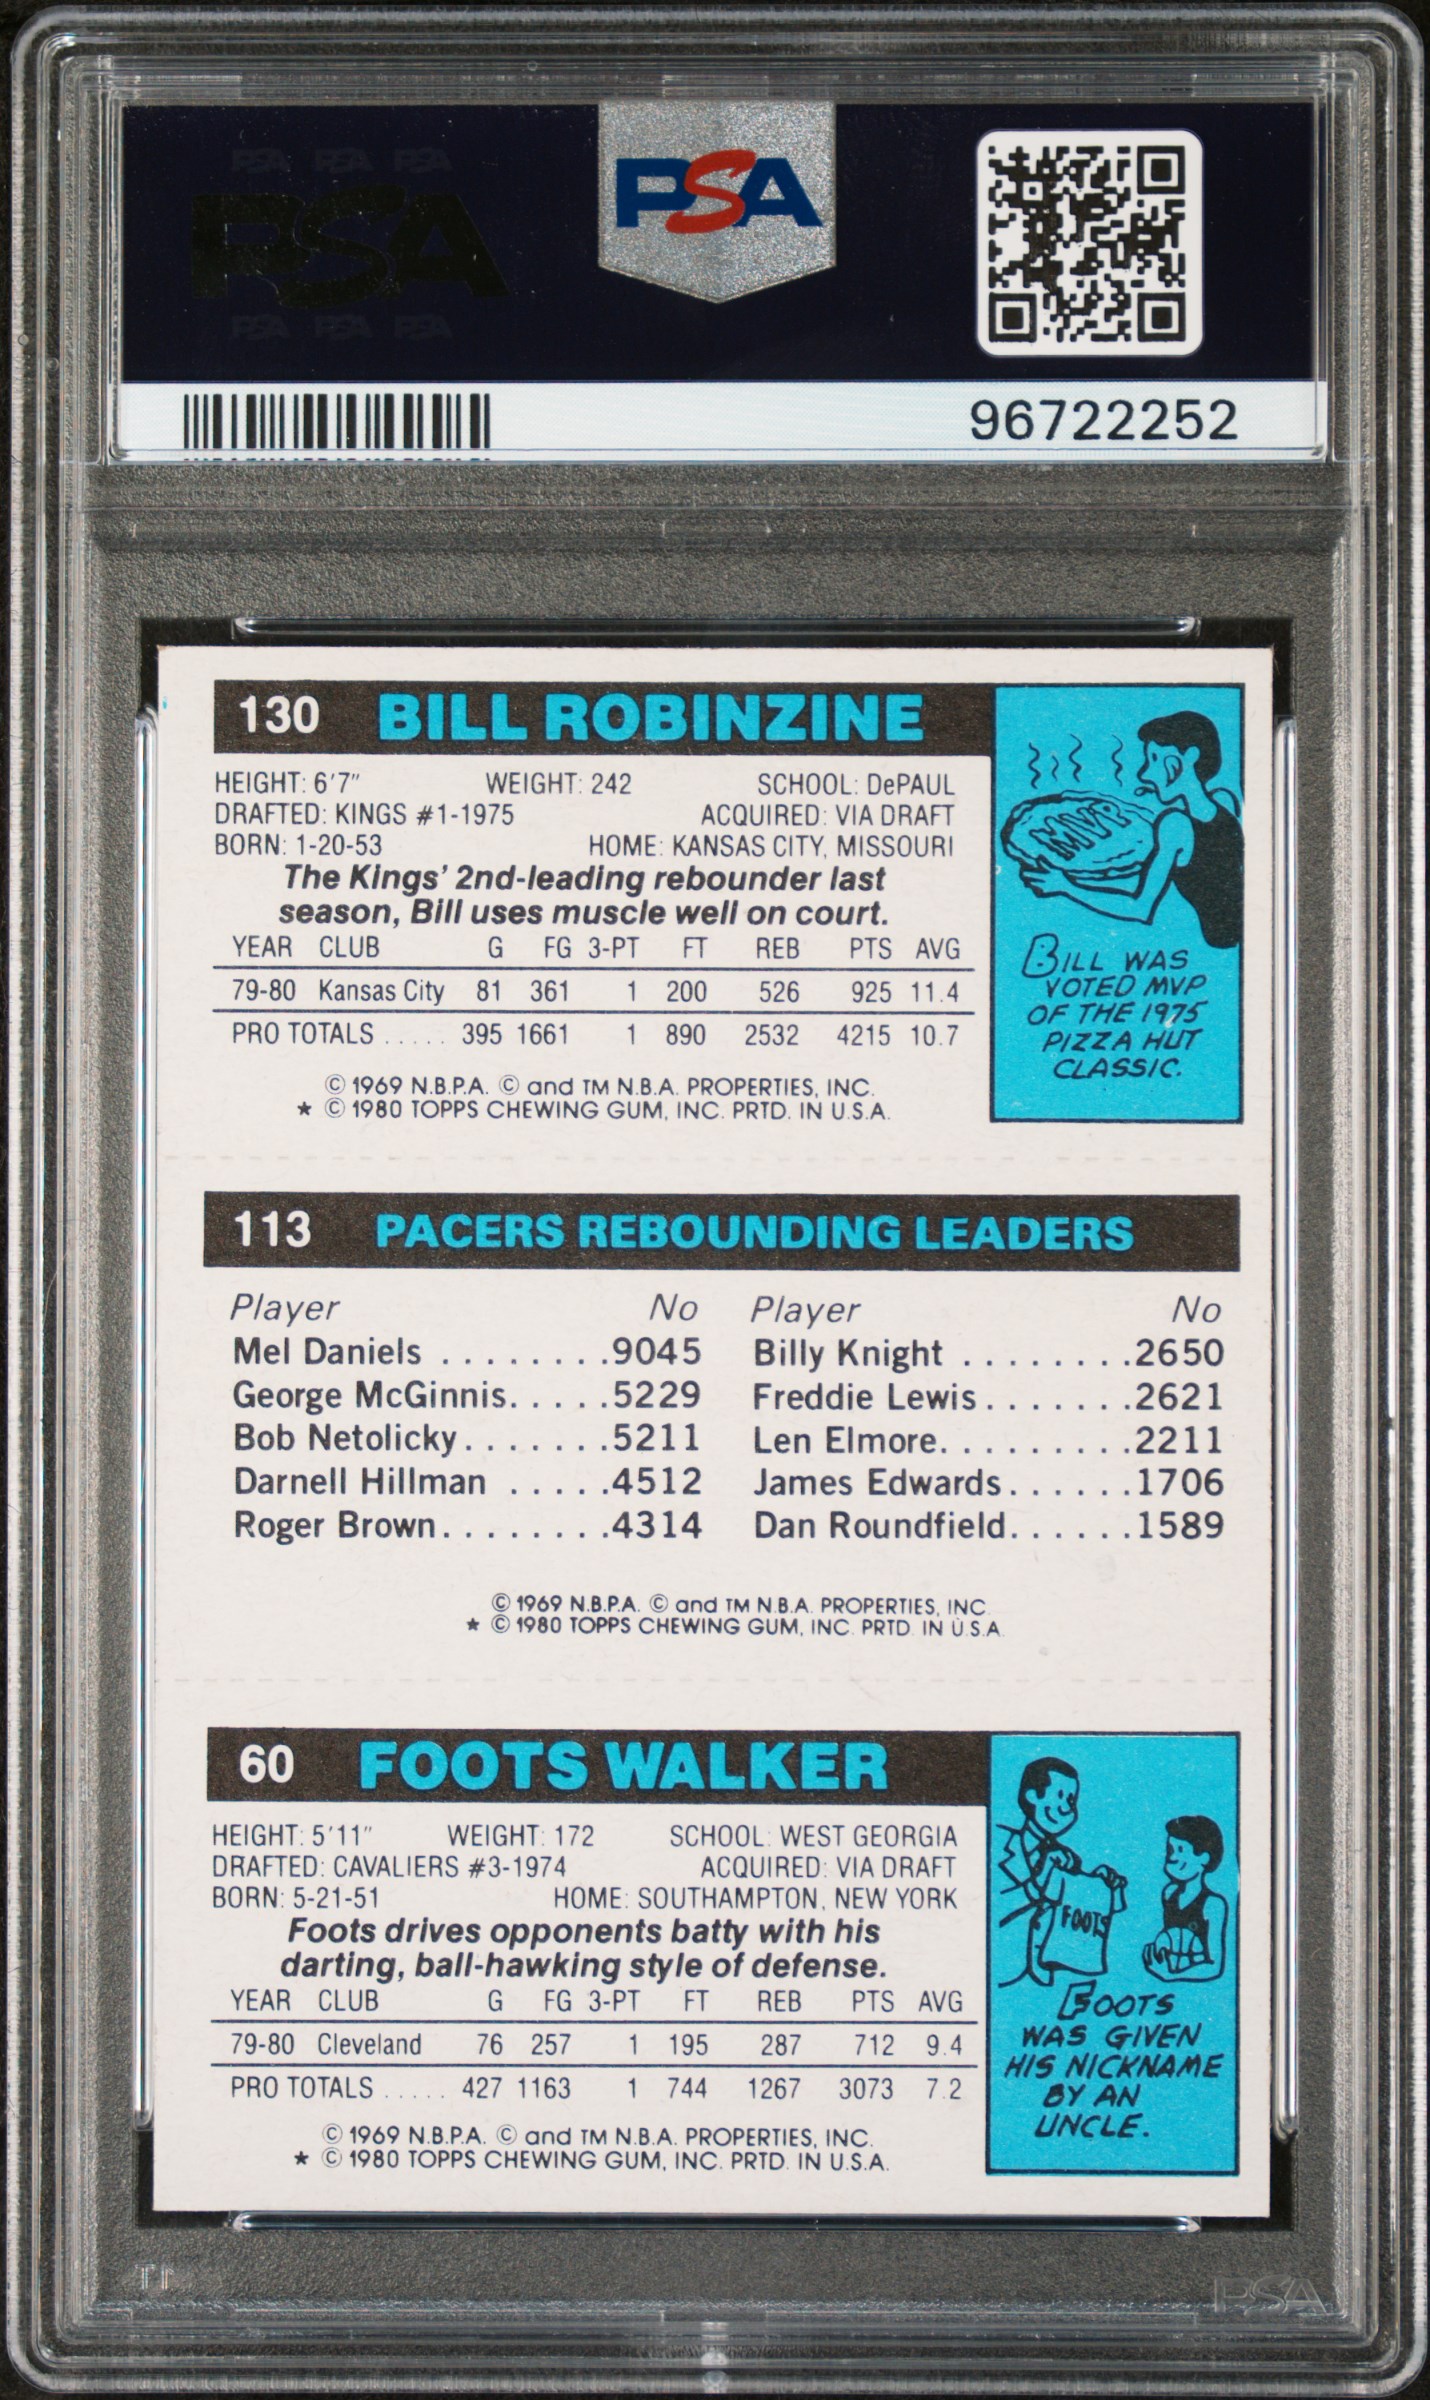 PSA PSA PSA
PSA
PSA PSA PSA
PSA
96722252
130 BILL ROBINZINE
HEIGHT: 6'7" WEIGHT: 242 SCHOOL: DePAUL
DRAFTED: KINGS #1-1975 ACQUIRED: VIA DRAFT
BORN: 1-20-53 HOME: KANSAS CITY, MISSOURI
The Kings' 2nd-leading rebounder last
season, Bill uses muscle well on court.
YEAR CLUB G FG 3-PT FT REB PTS AVG
79-80 Kansas City 81 361 1 200 526 925 11.4
PRO TOTALS ..... 395 1661 1 890 2532 4215 10.7
© 1969 N.B.P.A. © and TM N.B.A. PROPERTIES, INC.
★ © 1980 TOPPS CHEWING GUM, INC. PRTD. IN U.S.A.
MVP
BILL WAS
VOTED MVP
OF THE 1975
PIZZA HUT
CLASSIC.
113 PACERS REBOUNDING LEADERS
Player No Player No
Mel Daniels ........9045 Billy Knight ........2650
George McGinnis.....5229 Freddie Lewis.......2621
Bob Netolicky.......5211 Len Elmore.........2211
Darnell Hillman .....4512 James Edwards......1706
Roger Brown........4314 Dan Roundfield......1589
© 1969 N.B.P.A. © and TM N.B.A. PROPERTIES, INC.
★ © 1980 TOPPS CHEWING GUM, INC. PRTD. IN U.S.A.
60 FOOTS WALKER
HEIGHT: 5'11" WEIGHT: 172 SCHOOL: WEST GEORGIA
DRAFTED: CAVALIERS #3-1974 ACQUIRED: VIA DRAFT
BORN: 5-21-51 HOME: SOUTHAMPTON, NEW YORK
Foots drives opponents batty with his
darting, ball-hawking style of defense.
YEAR CLUB G FG 3-PT FT REB PTS AVG
79-80 Cleveland 76 257 1 195 287 712 9.4
PRO TOTALS ..... 427 1163 1 744 1267 3073 7.2
© 1969 N.B.P.A. © and TM N.B.A. PROPERTIES, INC.
★ © 1980 TOPPS CHEWING GUM, INC. PRTD. IN U.S.A.
FOOTS
FOOTS
WAS GIVEN
HIS NICKNAME
BY AN
UNCLE.
PSA